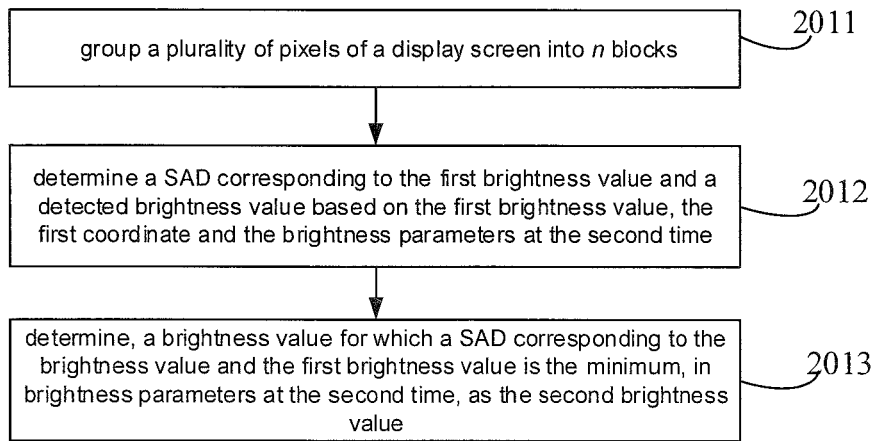 group a plurality of pixels of a display screen into n blocks
2011
determine a SAD corresponding to the first brightness value and a
detected brightness value based on the first brightness value, the
first coordinate and the brightness parameters at the second time
2012
determine, a brightness value for which a SAD corresponding to the
brightness value and the first brightness value is the minimum, in
brightness parameters at the second time, as the second brightness
value
2013